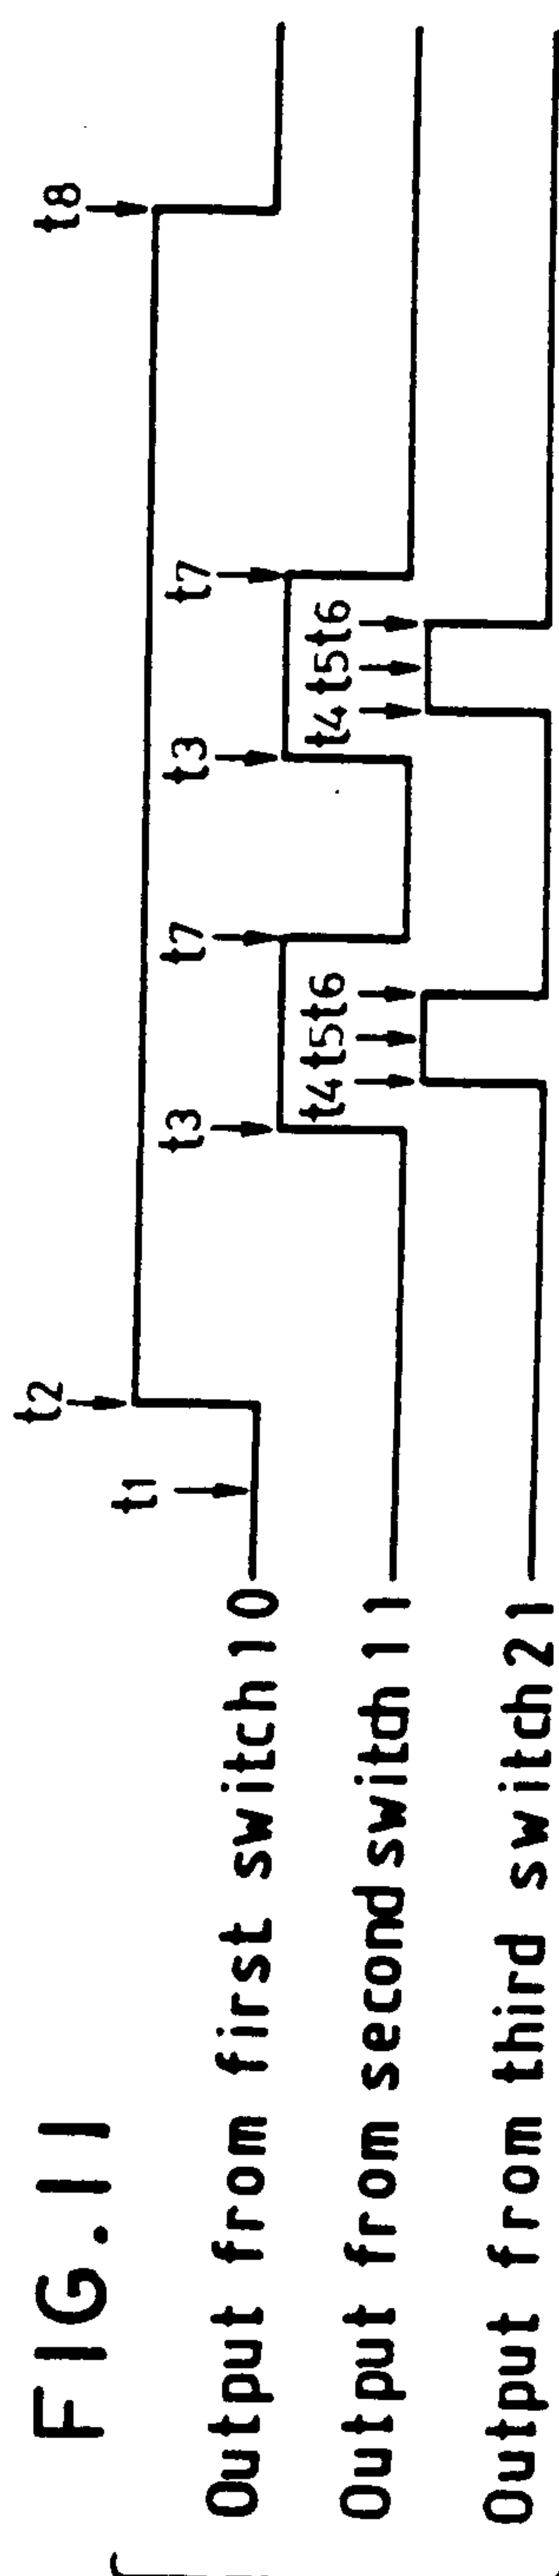 FIG.11
t2 t8
t1 t3 t7 t3 t7
Output from first switch 10
t4 t5 t6 t4 t5 t6
Output from second switch 11
Output from third switch 21